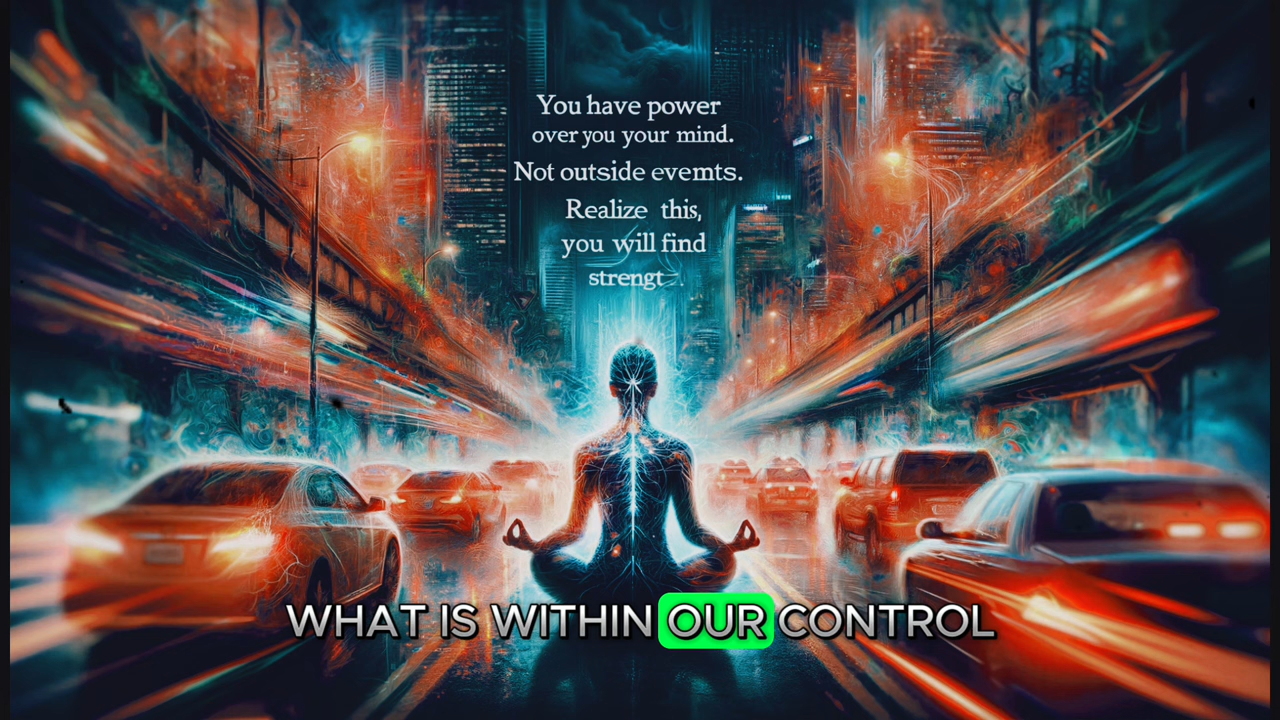 You have power
over you your mind.
Not outside evemts.
Realize this,
you will find
strengt
WHAT IS WITHIN OUR CONTROL